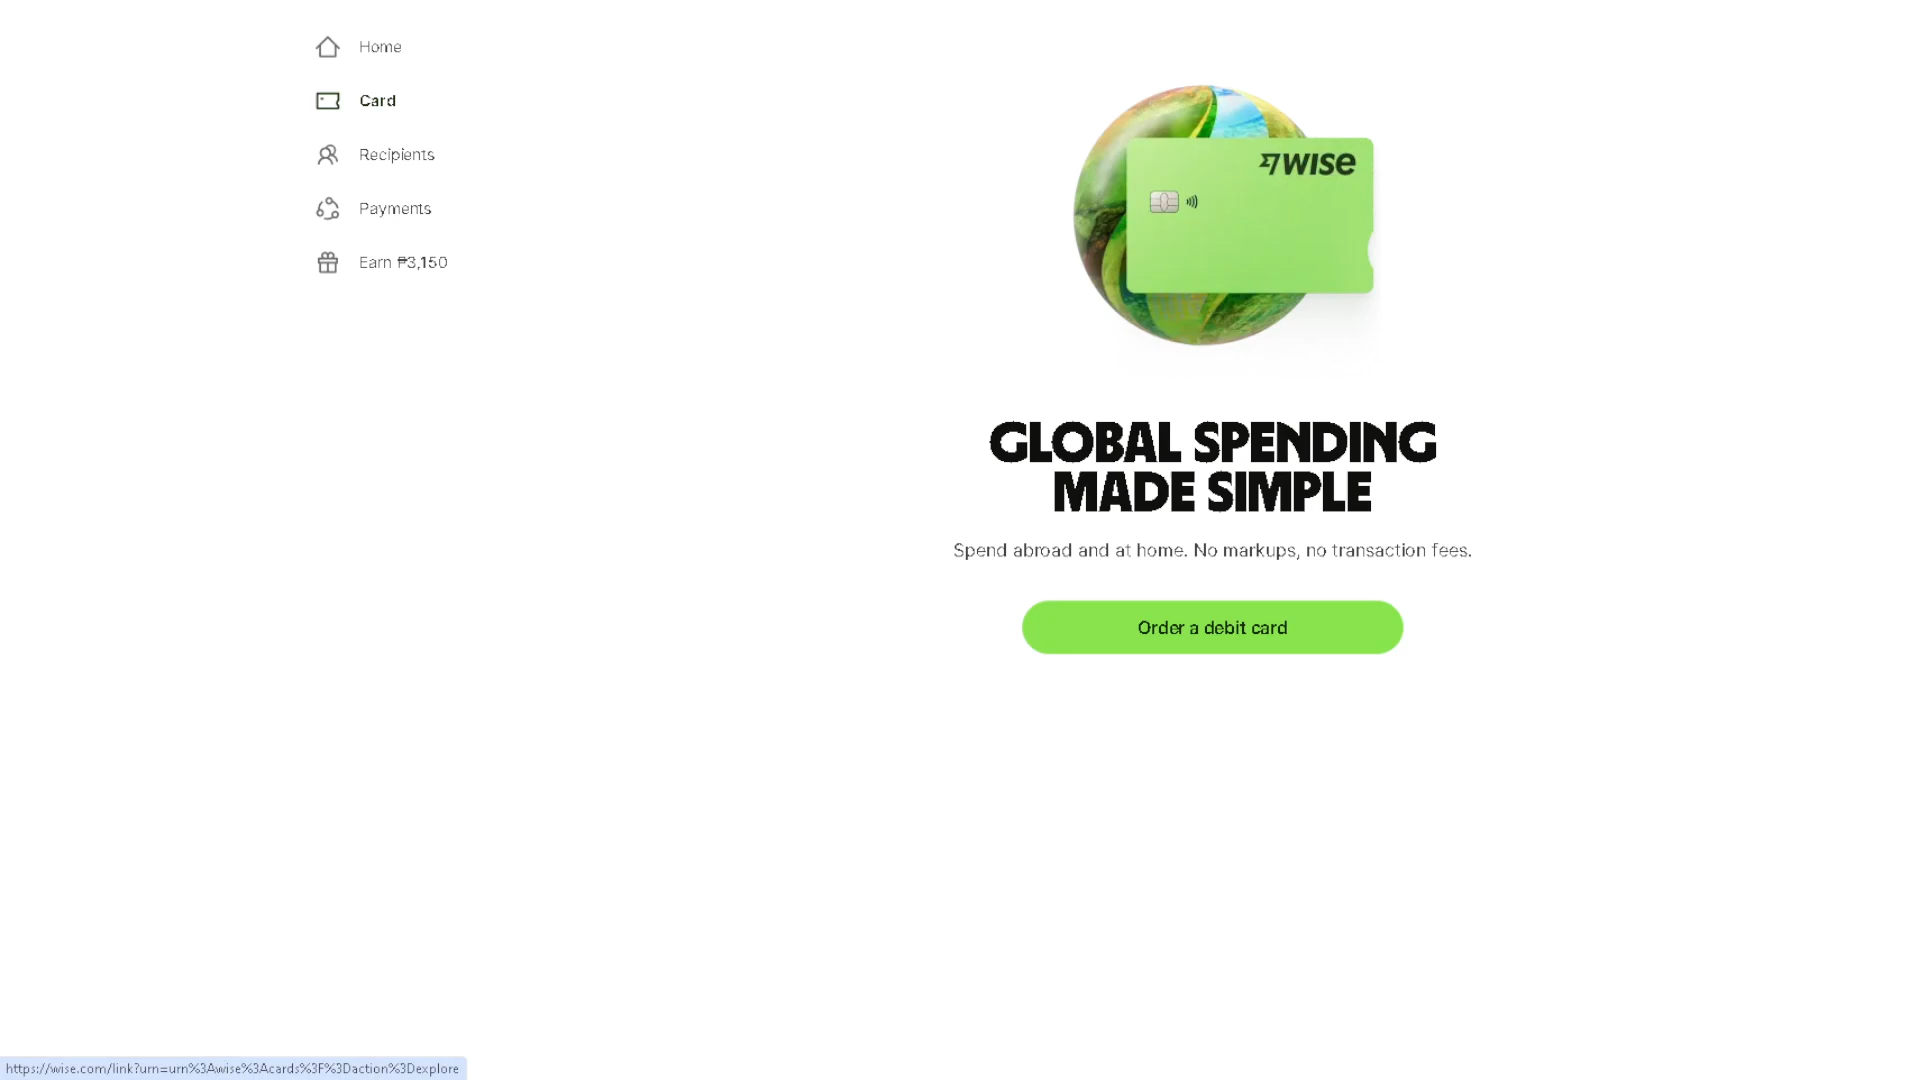 Home
Card
Recipients
Payments
Earn ₱3,150
WISE
GLOBAL SPENDING
MADE SIMPLE
Spend abroad and at home. No markups, no transaction fees.
Order a debit card
https://wise.com/link?urn=urn%3Awise%3Acards%3F%3Daction%3Dexplore